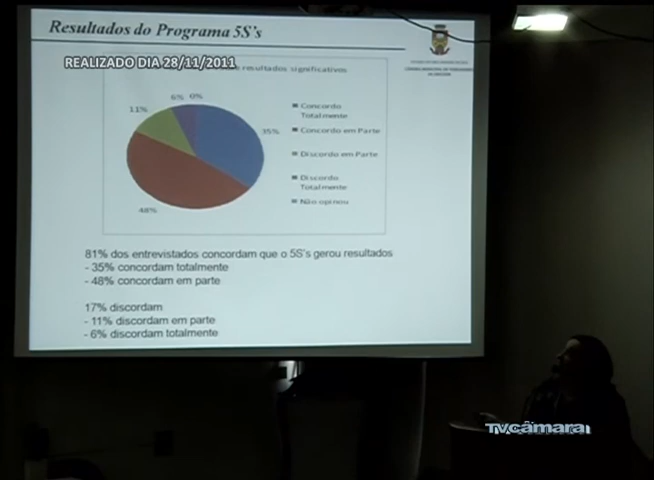 TVcâmara
Resultados do Programa 5S's
REALIZADO DIA 28/11/2011
resultados significativos
6% 0%
11%
35%
48%
Concordo
Totalmente
Concordo em Parte
Discordo em Parte
Discordo
Totalmente
Não opinou
81% dos entrevistados concordam que o 5S's gerou resultados
- 35% concordam totalmente
- 48% concordam em parte
17% discordam
- 11% discordam em parte
- 6% discordam totalmente
TVcâmara